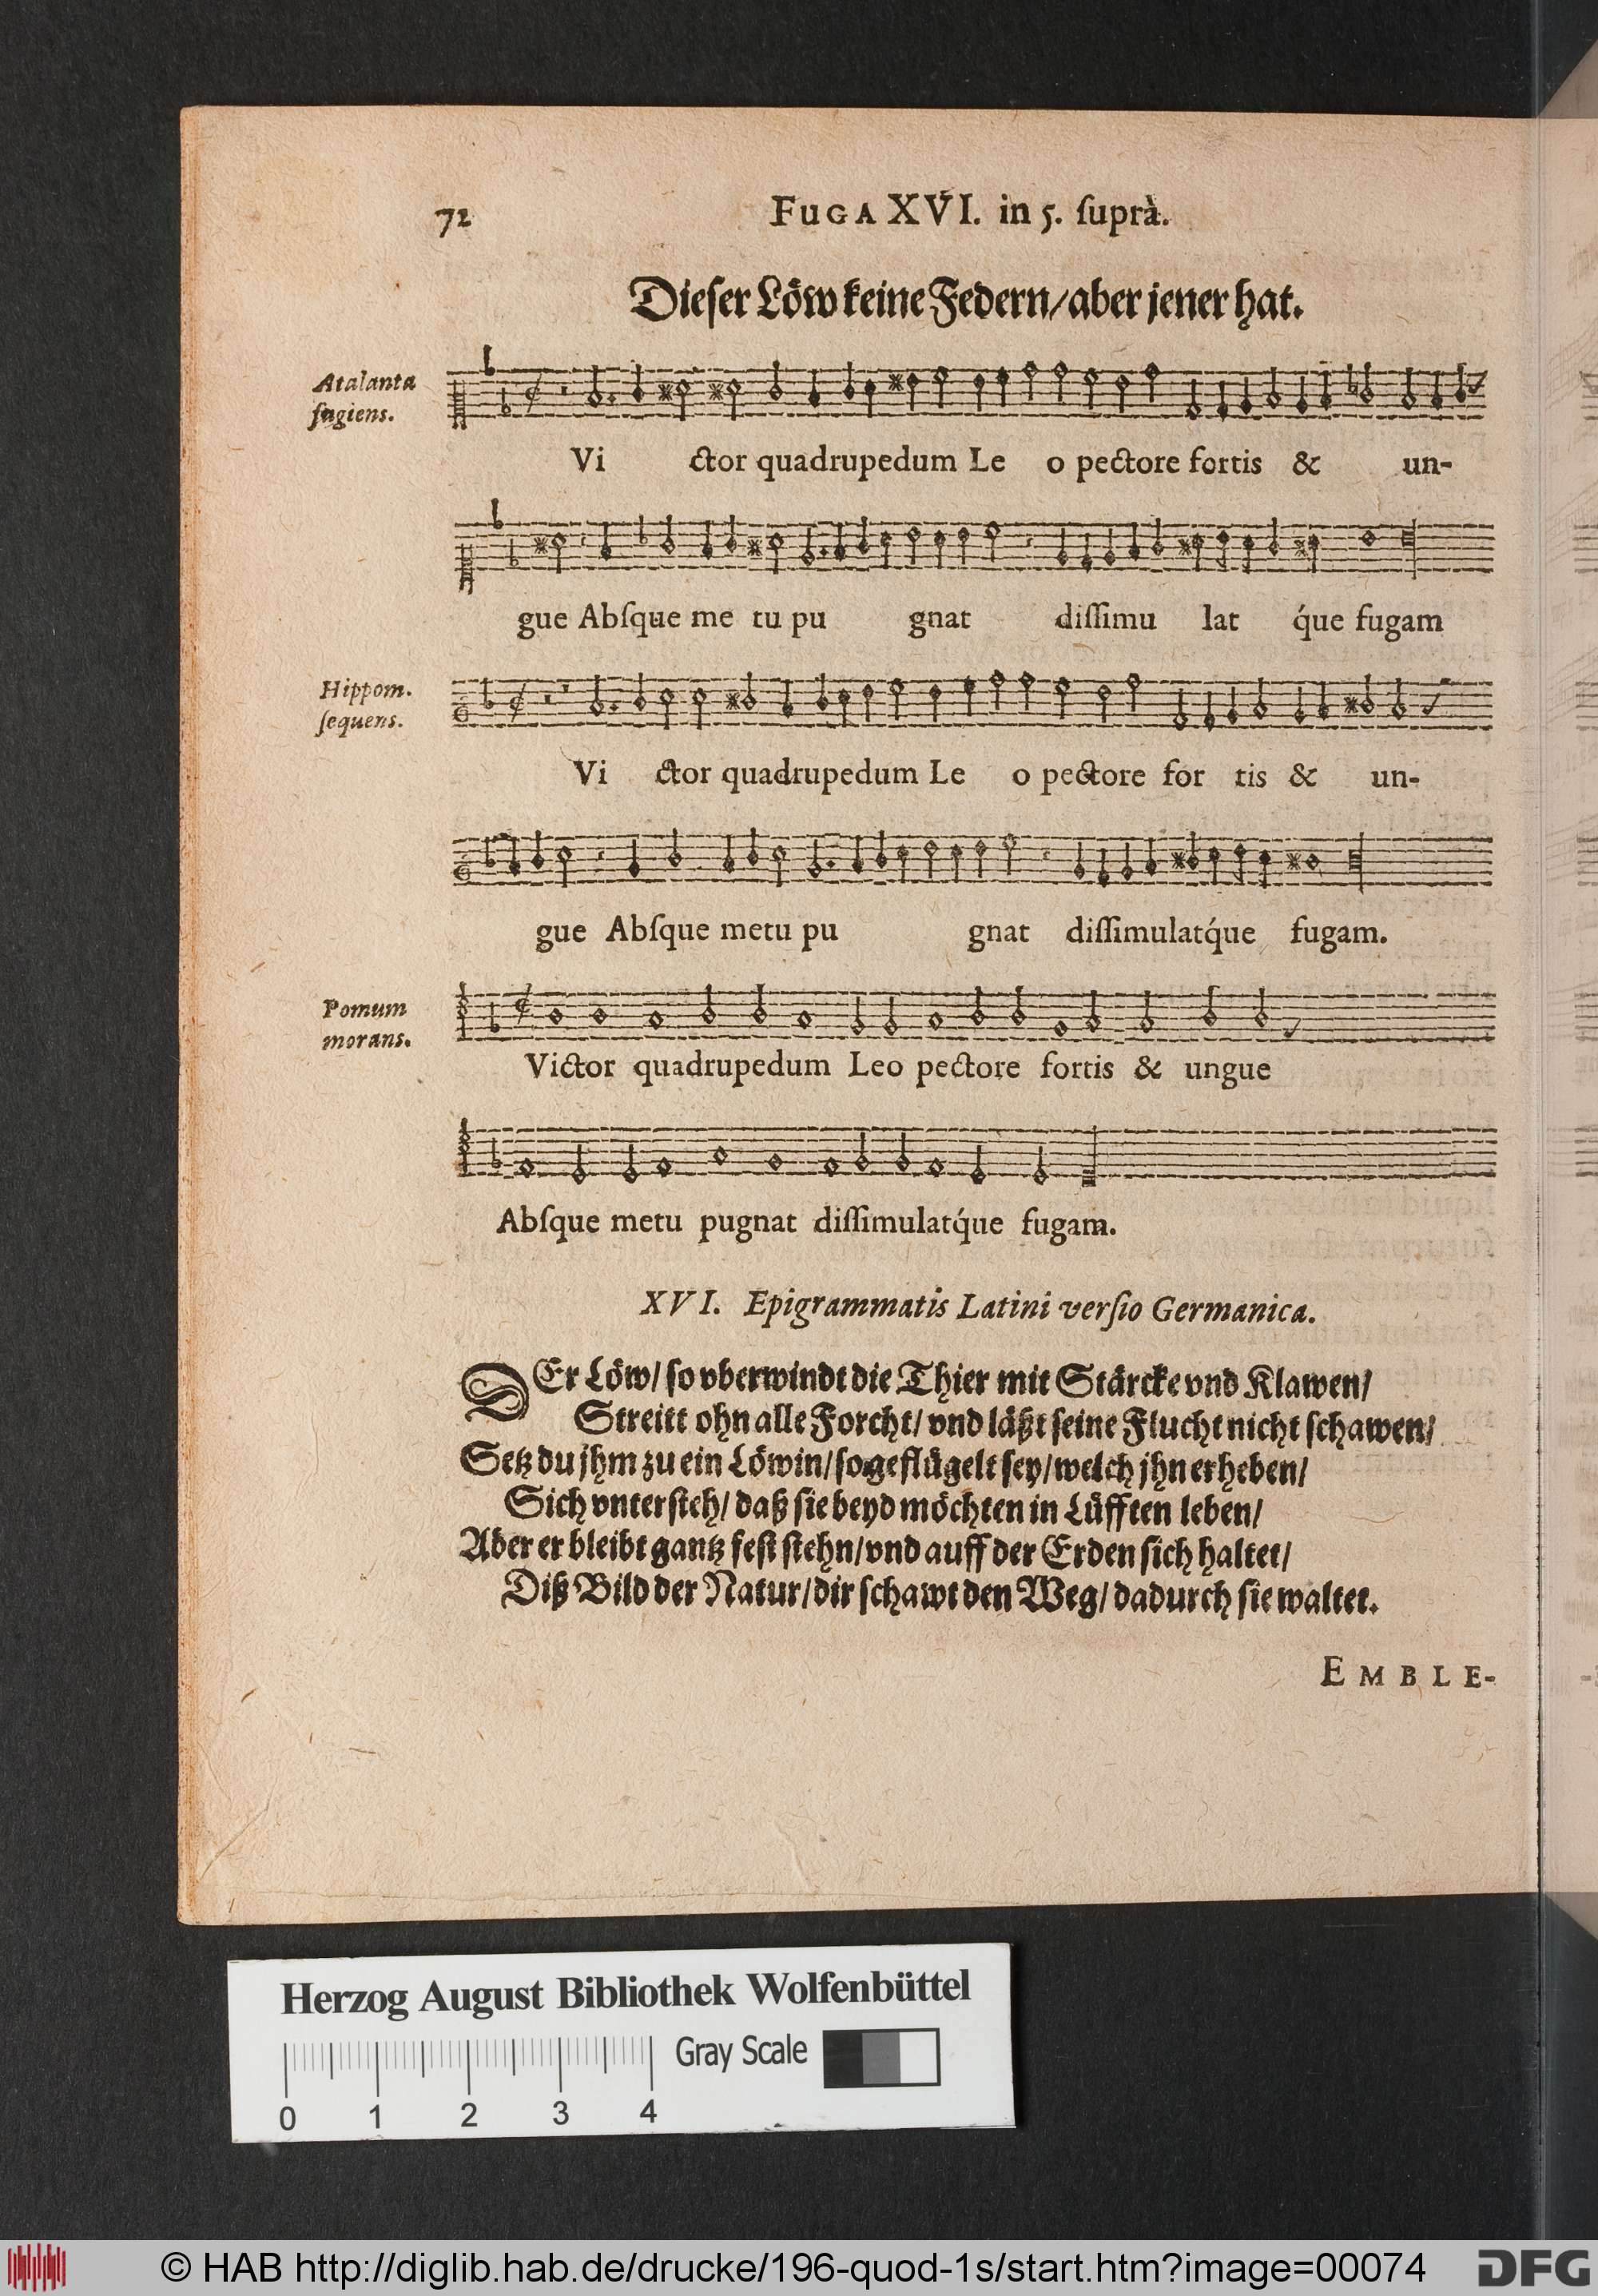 72
FUGA XVI. in 5. ſuprà.
Dieſer Löw keine Federn/aber jener hat.
Atalanta
fugiens.
Vi ctor quadrupedum Le o pectore fortis & un-
gue Abſque me tu pu gnat diſſimu lat q́ue fugam
Hippom.
ſequens.
Vi ctor quadrupedum Le o pectore for tis & un-
gue Abſque metu pu gnat diſſimulatq́ue fugam.
Pomum
morans.
Victor quadrupedum Leo pectore fortis & ungue
Abſque metu pugnat diſſimulatq́ue fugam.
XVI. Epigrammatis Latini verſio Germanica.
DEr Löw/ ſo vberwindt die Thier mit Stärcke vnd Klawen/
Streitt ohn alle Forcht/ vnd läßt ſeine Flucht nicht ſchawen/
Setz du jhm zu ein Löwin/ ſo geflügelt ſey/ welch jhn erheben/
Sich vnterſteh/ daß ſie beyd möchten in Lüfften leben/
Aber er bleibt gantz feſt ſtehn/ vnd auff der Erden ſich haltet/
Diß Bild der Natur/ dir ſchawt den Weg/ dadurch ſie waltet.
EMBLE-
Herzog August Bibliothek Wolfenbüttel
Gray Scale
0 1 2 3 4
© HAB http://diglib.hab.de/drucke/196-quod-1s/start.htm?image=00074
DFG